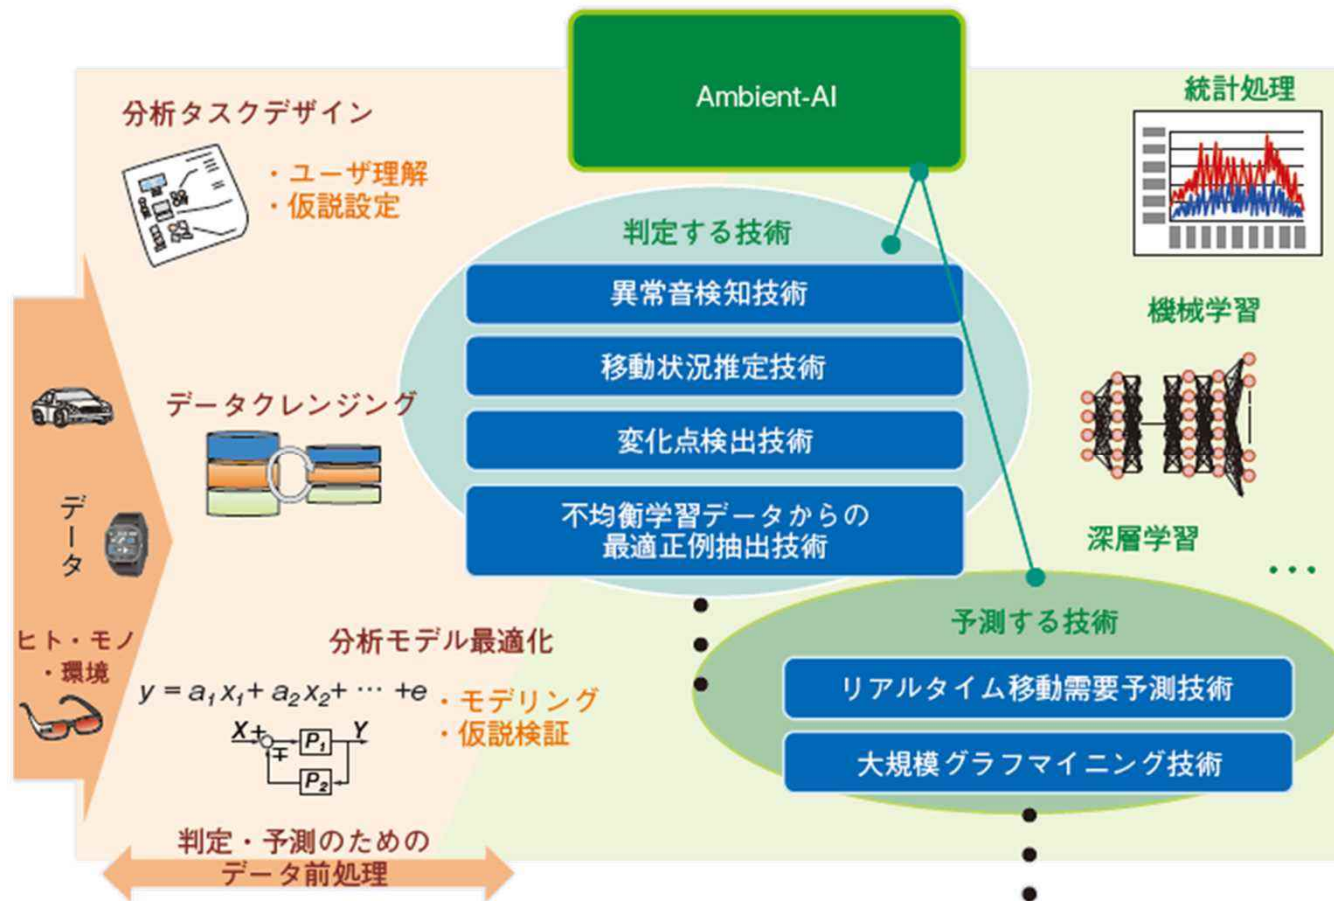 Ambient-AI
分析タスクデザイン
・ユーザ理解
・仮説設定
統計処理
判定する技術
異常音検知技術
移動状況推定技術
変化点検出技術
不均衡学習データからの
最適正例抽出技術
機械学習
データクレンジング
データ
深層学習
…
ヒト・モノ
・環境
分析モデル最適化
y = a₁ x₁ + a₂ x₂ + … + e
・モデリング
・仮説検証
X + ∓ P₁ Y
P₂
予測する技術
リアルタイム移動需要予測技術
大規模グラフマイニング技術
判定・予測のための
データ前処理